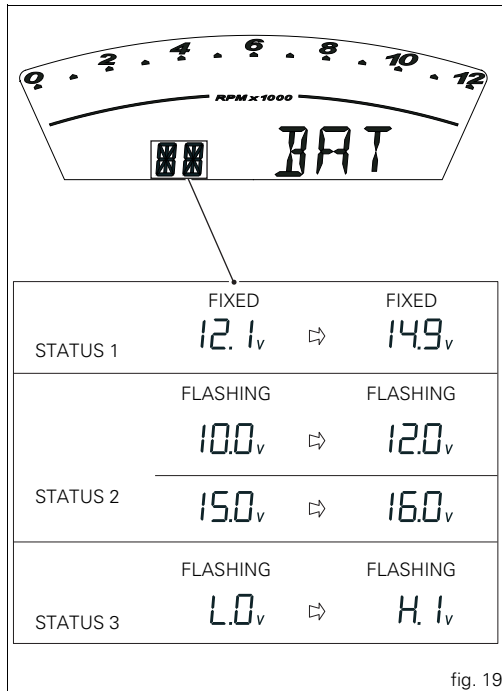 0 2 4 6 8 10 12
RPM x 1000
88 BAT
FIXED FIXED
STATUS 1 12.1v ⇨ 14.9v
FLASHING FLASHING
10.0v ⇨ 12.0v
STATUS 2
15.0v ⇨ 16.0v
FLASHING FLASHING
STATUS 3 L.0v ⇨ H.1v
fig. 19